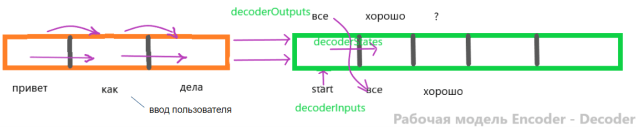 decoderOutputs все хорошо ?
decoderStates
привет как дела start все хорошо
ввод пользователя decoderInputs
Рабочая модель Encoder - Decoder